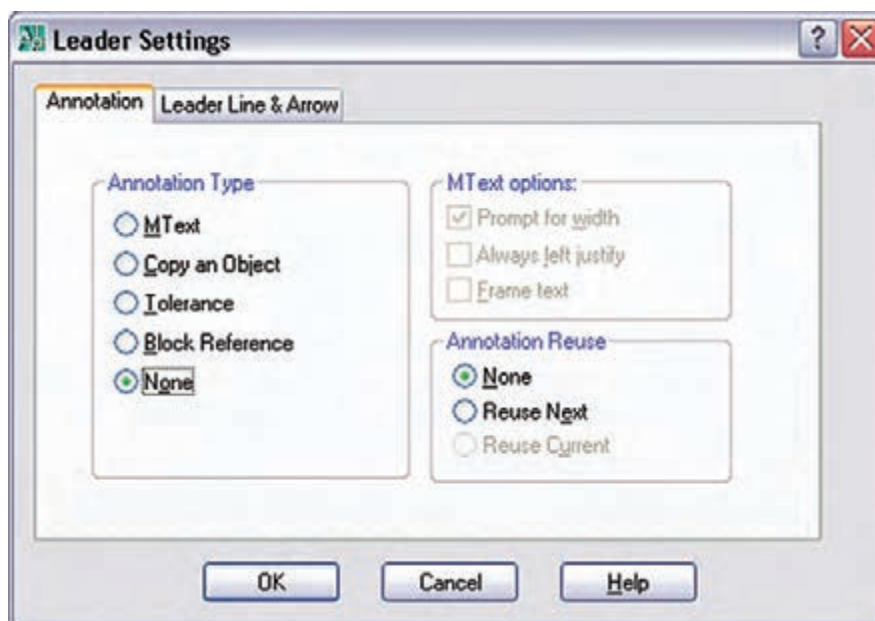 Leader Settings
Annotation
Leader Line & Arrow
Annotation Type
MText
Copy an Object
Tolerance
Block Reference
None
MText options:
Prompt for width
Always left justify
Frame text
Annotation Reuse
None
Reuse Next
Reuse Current
OK
Cancel
Help